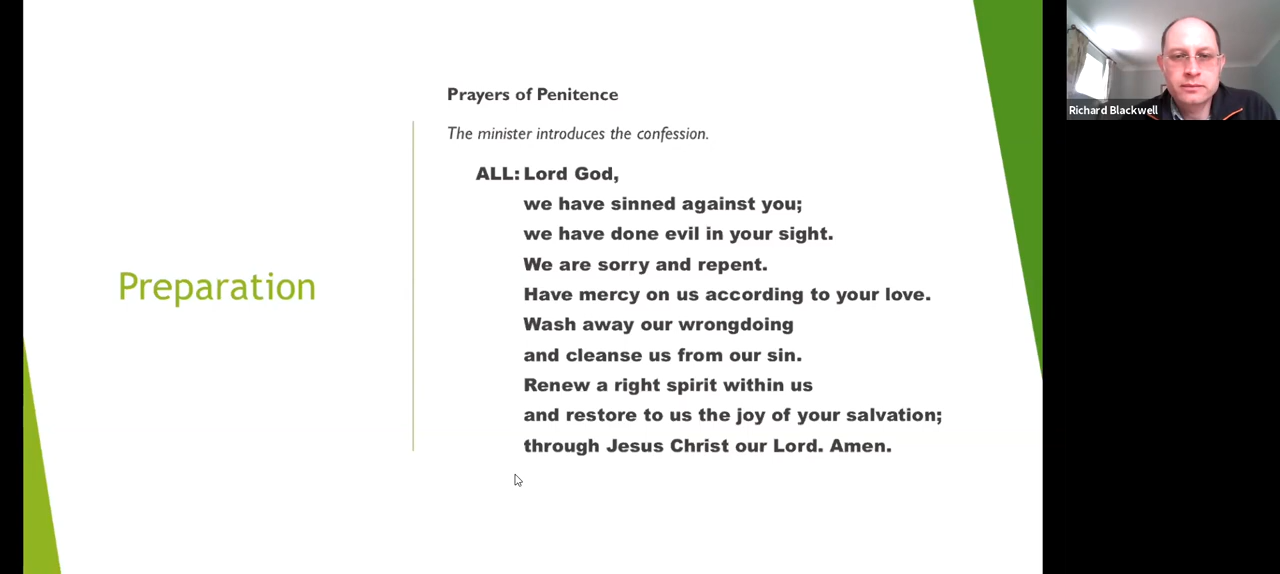 Prayers of Penitence
The minister introduces the confession.
ALL: Lord God,
we have sinned against you;
we have done evil in your sight.
We are sorry and repent.
Have mercy on us according to your love.
Wash away our wrongdoing
and cleanse us from our sin.
Renew a right spirit within us
and restore to us the joy of your salvation;
through Jesus Christ our Lord. Amen.
Preparation
Richard Blackwell